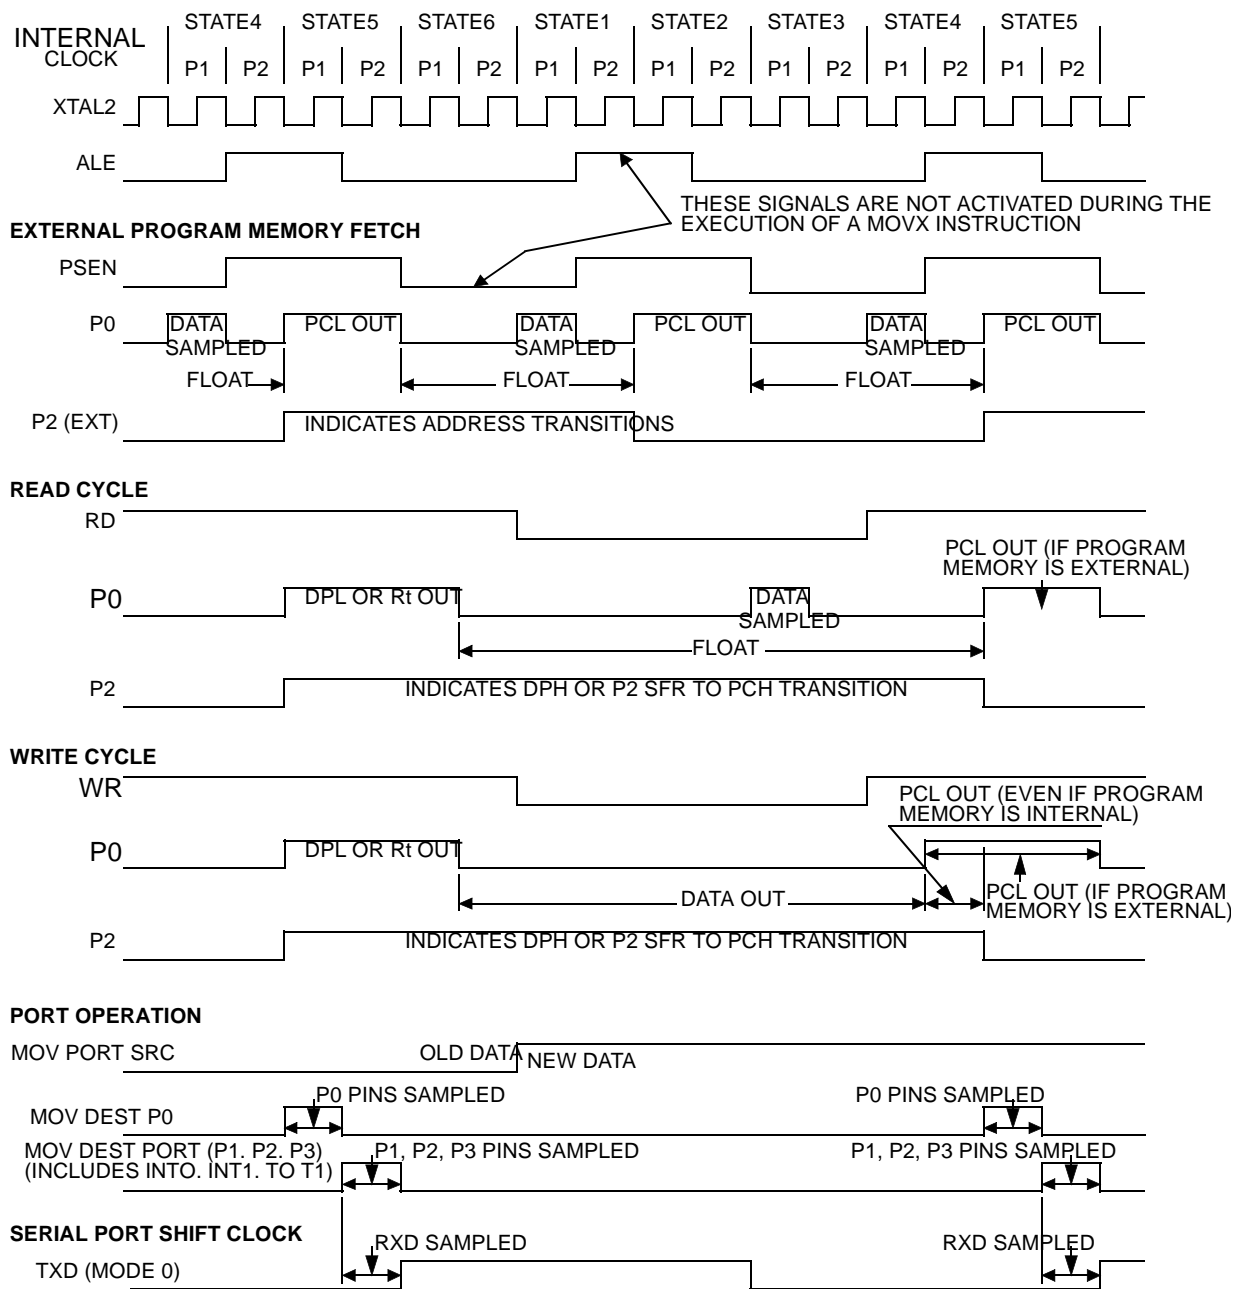 STATE4 STATE5 STATE6 STATE1 STATE2 STATE3 STATE4 STATE5
INTERNAL
CLOCK
P1 P2 P1 P2 P1 P2 P1 P2 P1 P2 P1 P2 P1 P2 P1 P2
XTAL2
ALE
THESE SIGNALS ARE NOT ACTIVATED DURING THE
EXECUTION OF A MOVX INSTRUCTION
EXTERNAL PROGRAM MEMORY FETCH
PSEN
P0 DATA PCL OUT DATA PCL OUT DATA PCL OUT
SAMPLED SAMPLED SAMPLED
FLOAT FLOAT FLOAT
P2 (EXT) INDICATES ADDRESS TRANSITIONS
READ CYCLE
RD
PCL OUT (IF PROGRAM
MEMORY IS EXTERNAL)
P0 DPL OR Rt OUT DATA
SAMPLED
FLOAT
P2 INDICATES DPH OR P2 SFR TO PCH TRANSITION
WRITE CYCLE
WR
PCL OUT (EVEN IF PROGRAM
MEMORY IS INTERNAL)
P0 DPL OR Rt OUT
DATA OUT
PCL OUT (IF PROGRAM
MEMORY IS EXTERNAL)
P2 INDICATES DPH OR P2 SFR TO PCH TRANSITION
PORT OPERATION
MOV PORT SRC OLD DATA NEW DATA
P0 PINS SAMPLED P0 PINS SAMPLED
MOV DEST P0
MOV DEST PORT (P1. P2. P3) P1, P2, P3 PINS SAMPLED P1, P2, P3 PINS SAMPLED
(INCLUDES INTO. INT1. TO T1)
SERIAL PORT SHIFT CLOCK
RXD SAMPLED RXD SAMPLED
TXD (MODE 0)